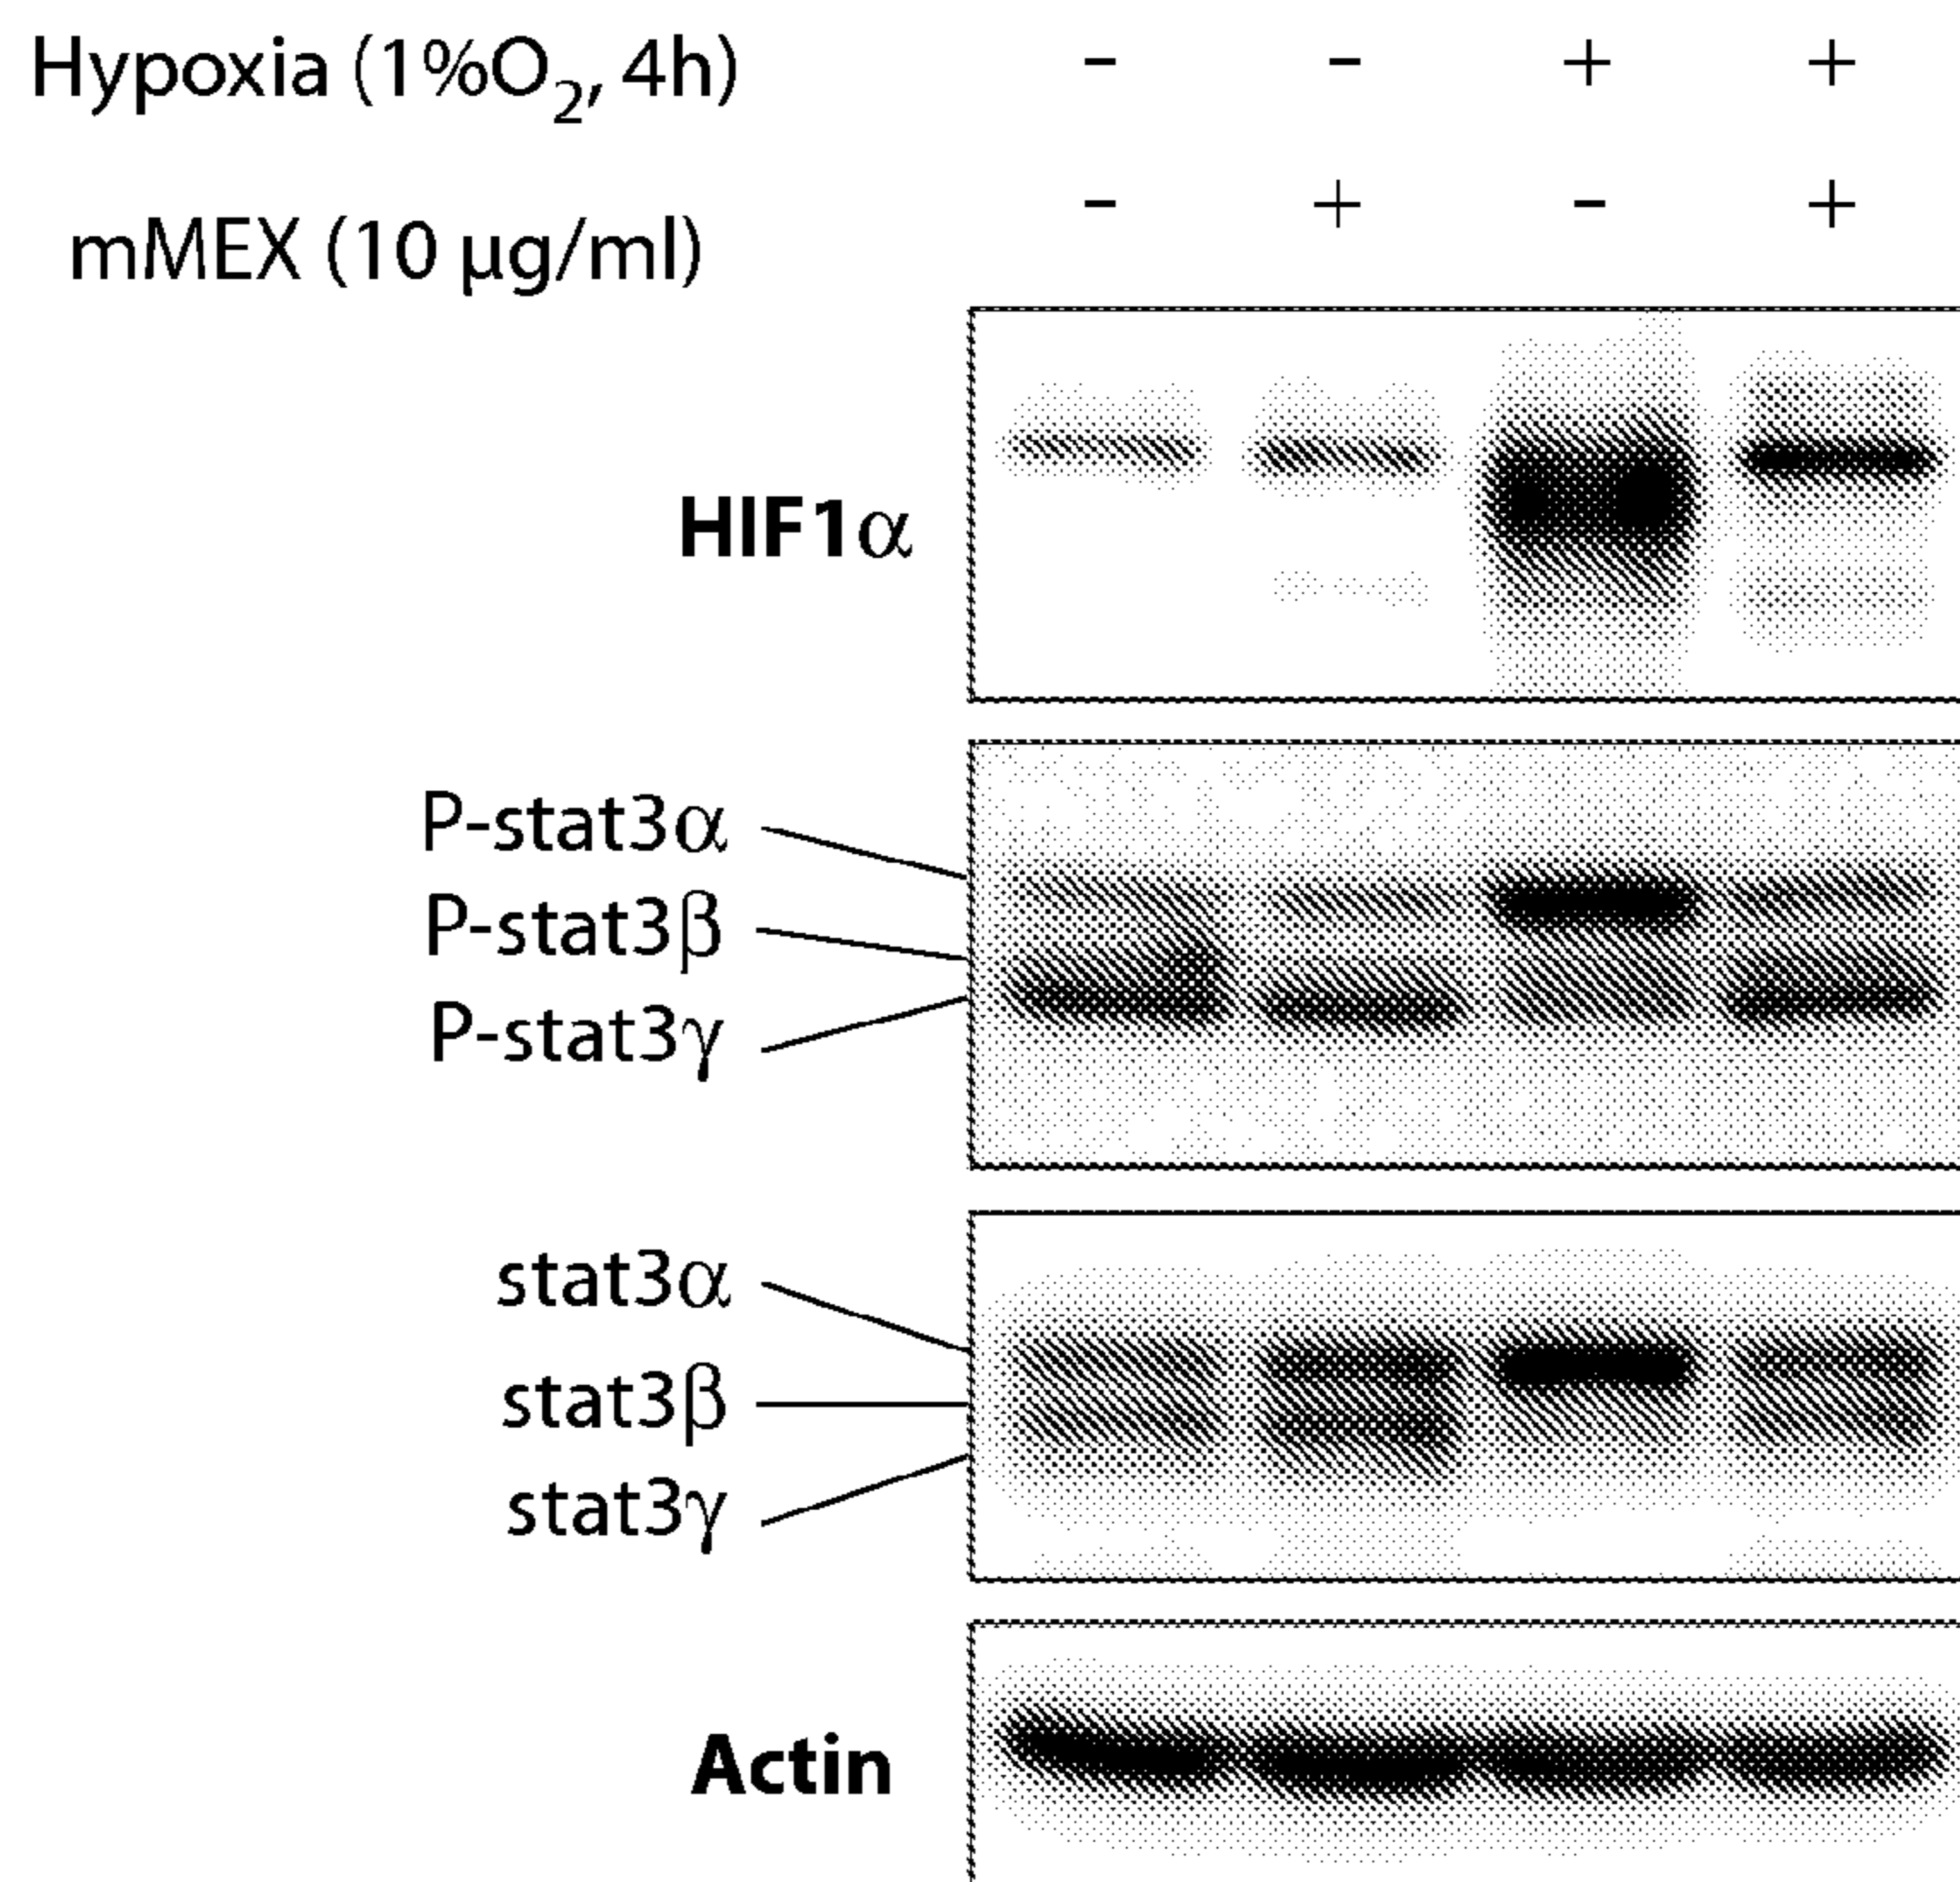 Hypoxia (1%O₂, 4h) - - + +
mMEX (10 µg/ml) - + - +
HIF1α
P-stat3α
P-stat3β
P-stat3γ
stat3α
stat3β
stat3γ
Actin